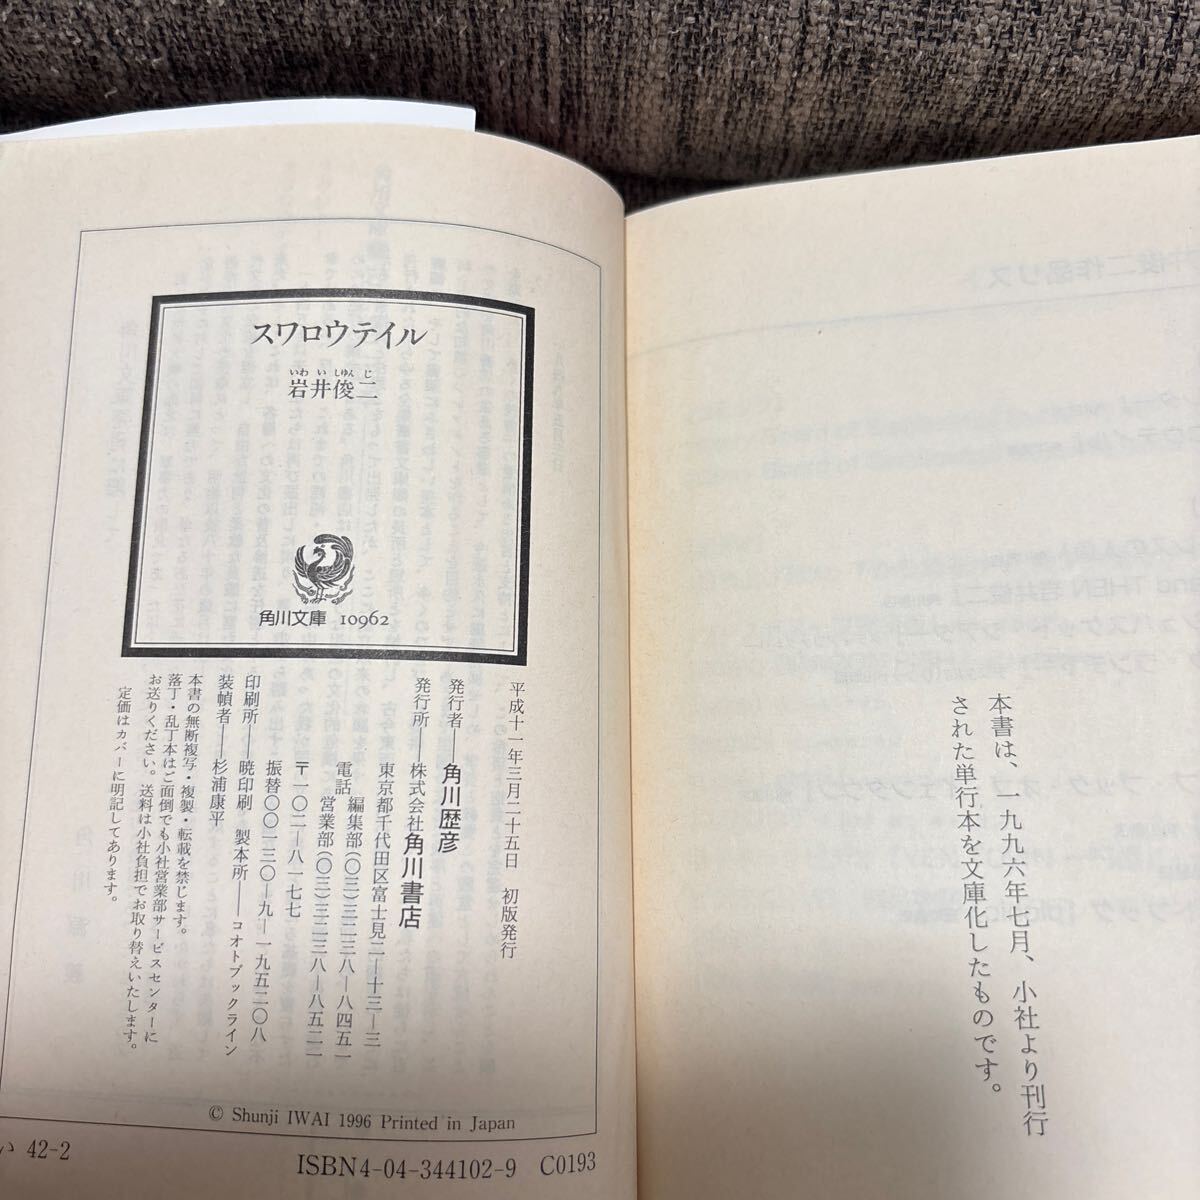 本書は、一九九六年七月、小社より刊行
された単行本を文庫化したものです。
スワロウテイル
いわ い しゅん じ
岩井俊二
角川文庫 10962
平成十一年三月二十五日 初版発行
発行者――角川歴彦
発行所――株式会社角川書店
東京都千代田区富士見二―十三―三
電話 編集部(〇三)三二三八―八四五一
営業部(〇三)三二三八―八五二一
〒一〇二―八一七七
振替〇〇一三〇―九―一九五二〇八
印刷所――暁印刷 製本所――コオトブックライン
装幀者――杉浦康平
本書の無断複写・複製・転載を禁じます。
落丁・乱丁本はご面倒でも小社営業部サービスセンターに
お送りください。送料は小社負担でお取り替えいたします。
定価はカバーに明記してあります。
© Shunji IWAI 1996 Printed in Japan
い 42-2
ISBN4-04-344102-9 C0193